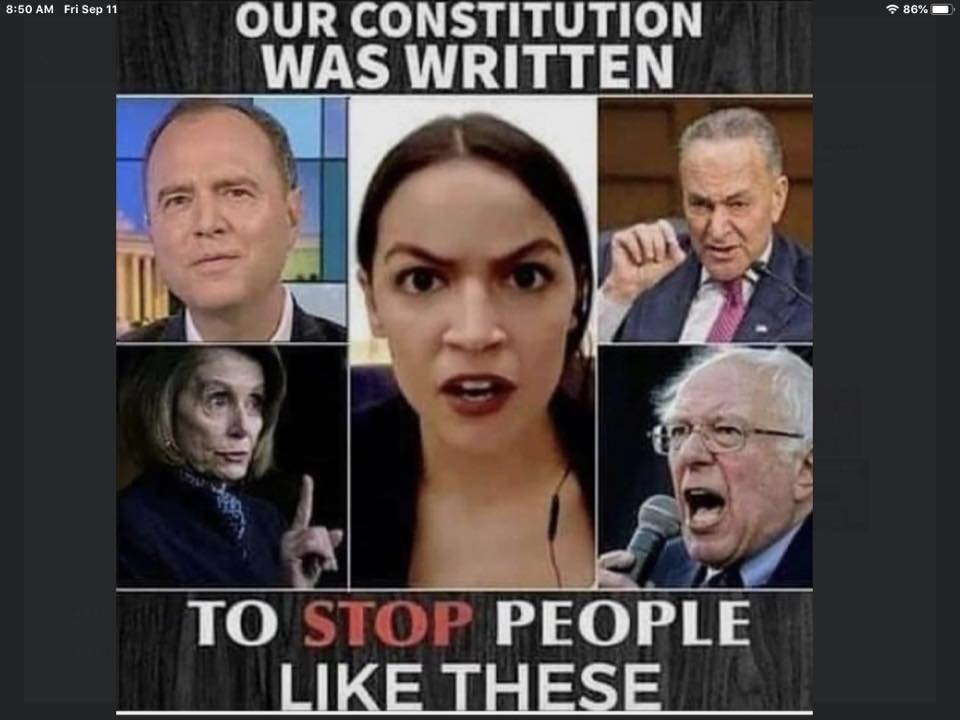 8:50 AM Fri Sep 11 86%
OUR CONSTITUTION
WAS WRITTEN
TO STOP PEOPLE
LIKE THESE